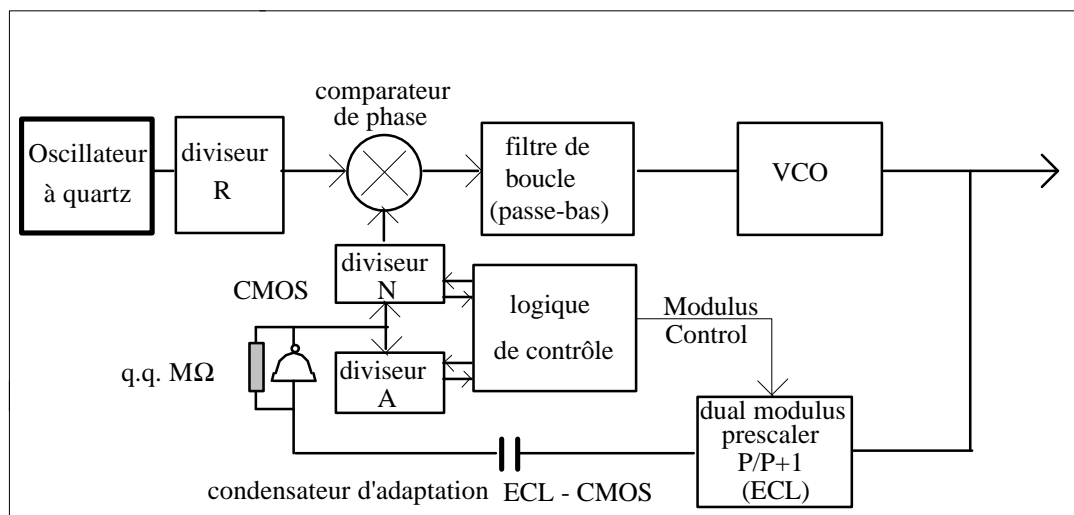 comparateur
de phase
Oscillateur
à quartz
diviseur
R
filtre de
boucle
(passe-bas)
VCO
diviseur
N
CMOS
logique
de contrôle
Modulus
Control
q.q. MΩ
diviseur
A
dual modulus
prescaler
P/P+1
(ECL)
condensateur d'adaptation ECL - CMOS